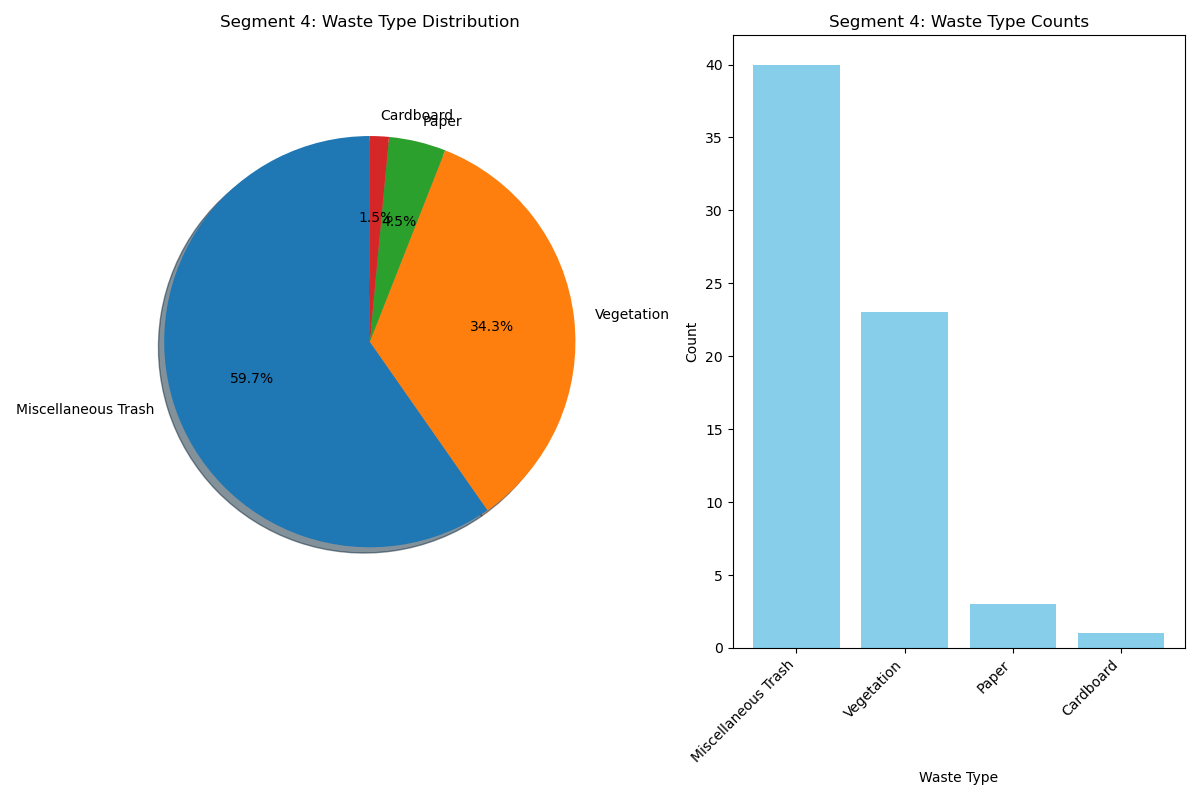 Segment 4: Waste Type Distribution
Cardboard
Paper
1.5%
4.5%
34.3%
Vegetation
59.7%
Miscellaneous Trash
Segment 4: Waste Type Counts
40
35
30
25
20
15
10
5
0
Count
Miscellaneous Trash
Vegetation
Paper
Cardboard
Waste Type